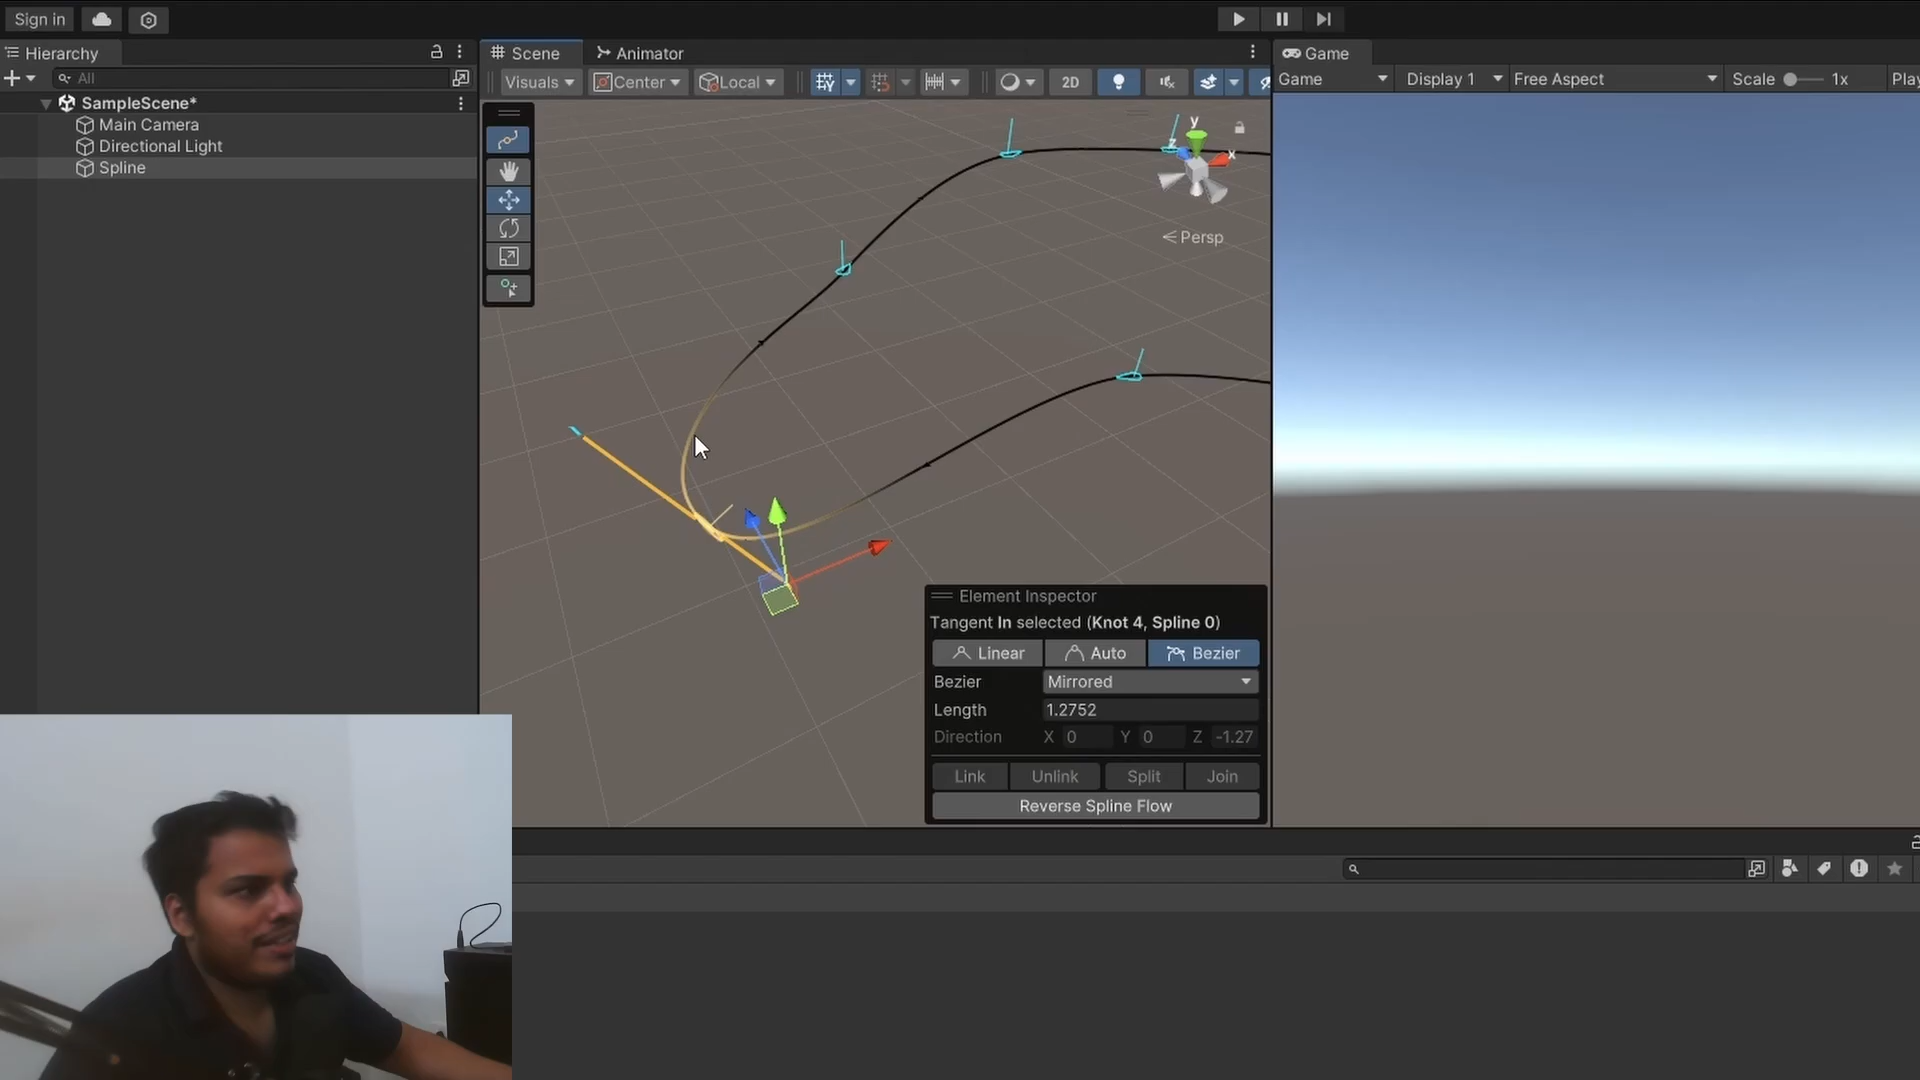 Sign in
Hierarchy
All
SampleScene*
Main Camera
Directional Light
Spline
Scene
Animator
Visuals
Center
Local
2D
y
z
x
Persp
Game
Game
Display 1
Free Aspect
Scale
1x
Play
Element Inspector
Tangent In selected (Knot 4, Spline 0)
Linear
Auto
Bezier
Bezier
Mirrored
Length
1.2752
Direction
X 0 Y 0 Z -1.27
Link
Unlink
Split
Join
Reverse Spline Flow